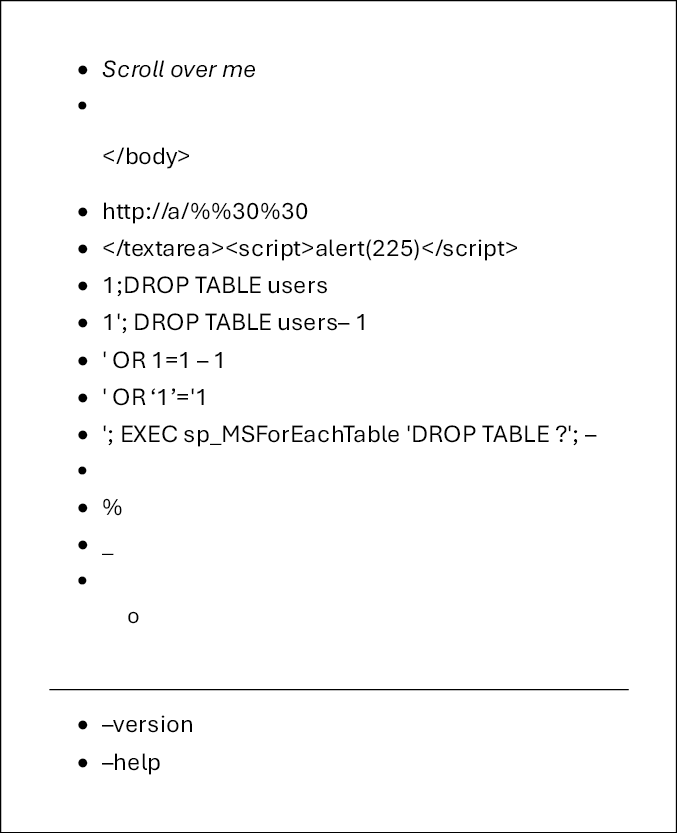 Scroll over me
</body>
http://a/%%30%30
</textarea><script>alert(225)</script>
1;DROP TABLE users
1'; DROP TABLE users– 1
' OR 1=1 – 1
' OR ‘1’='1
'; EXEC sp_MSForEachTable 'DROP TABLE ?'; –
%
_
–version
–help